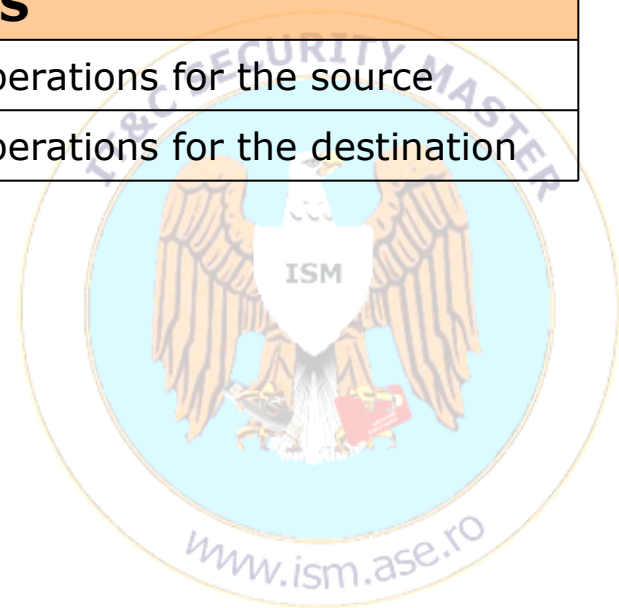 s
perations for the source
perations for the destination
IT&C SECURITY MASTER
ISM
www.ism.ase.ro